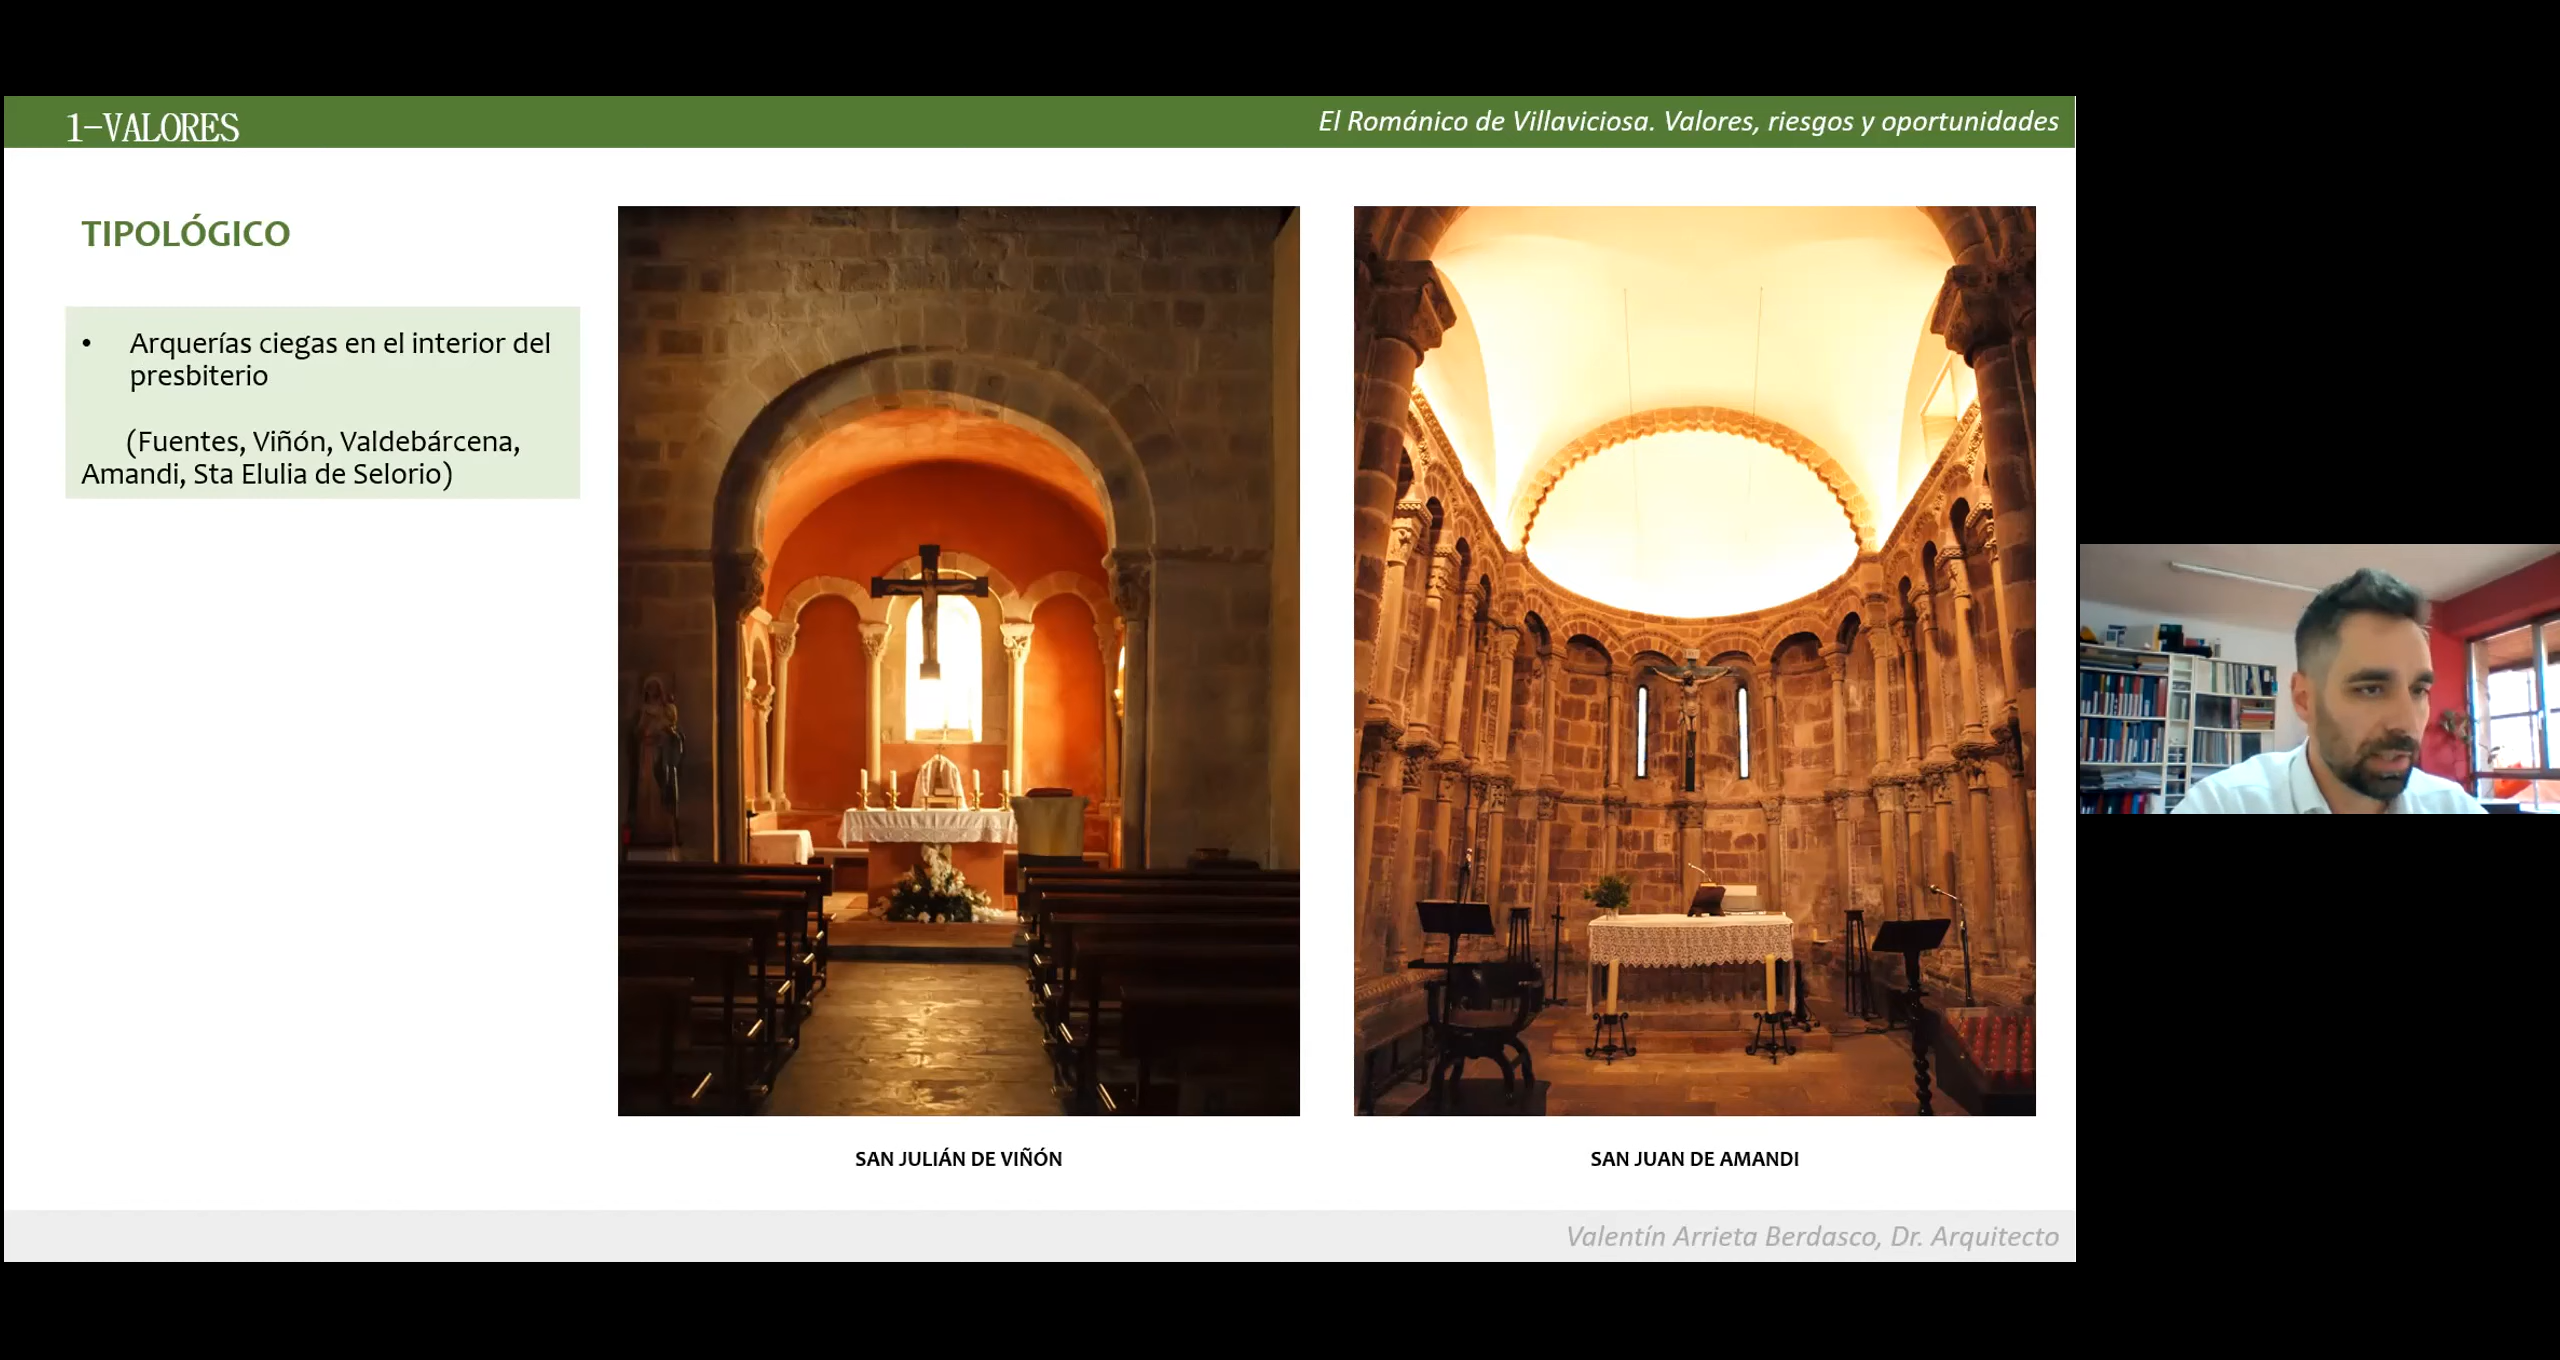 1-VALORES
El Románico de Villaviciosa. Valores, riesgos y oportunidades
TIPOLÓGICO
• Arquerías ciegas en el interior del
presbiterio
(Fuentes, Viñón, Valdebárcena,
Amandi, Sta Elulia de Selorio)
SAN JULIÁN DE VIÑÓN
SAN JUAN DE AMANDI
Valentín Arrieta Berdasco, Dr. Arquitecto